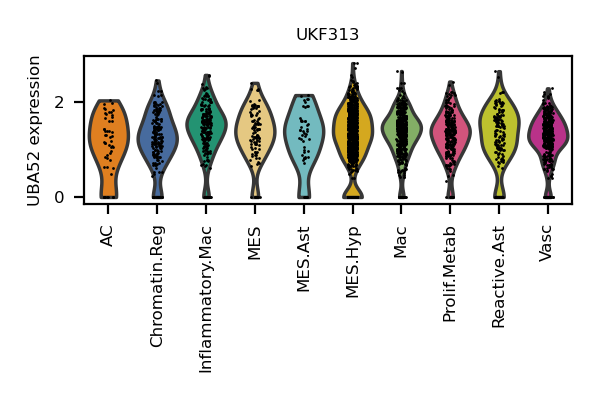 UKF313
UBA52 expression
2
0
AC
Chromatin.Reg
Inflammatory.Mac
MES
MES.Ast
MES.Hyp
Mac
Prolif.Metab
Reactive.Ast
Vasc